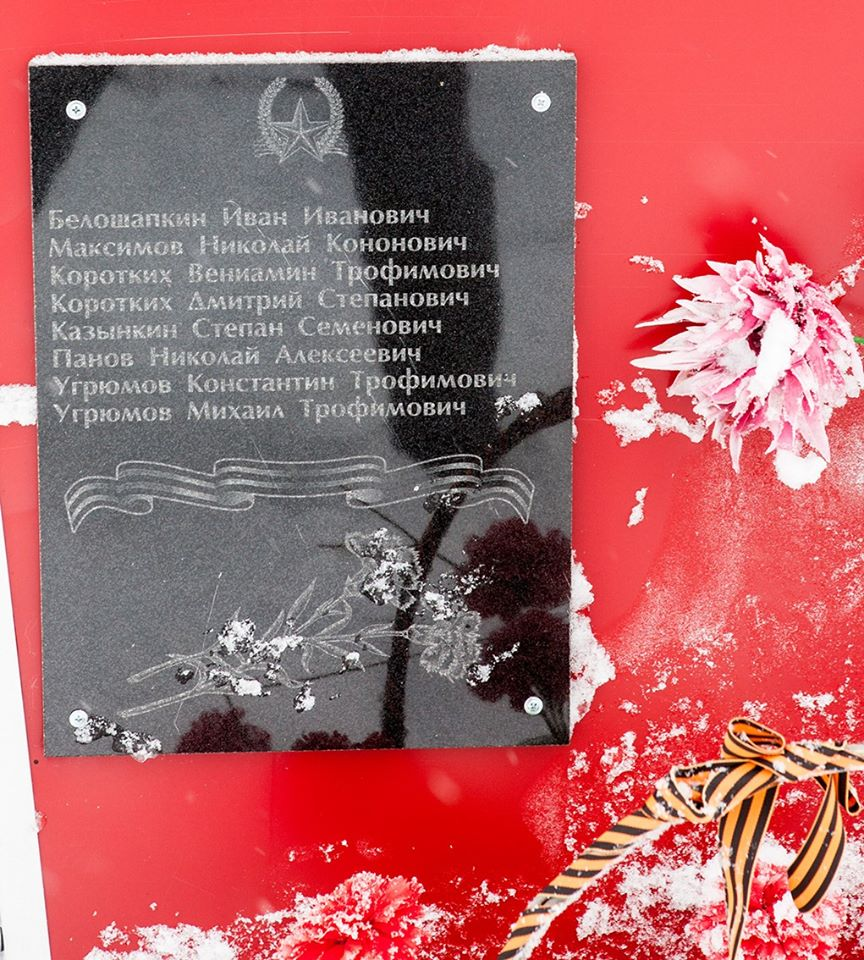 Белошапкин Иван Иванович
Максимов Николай Кононович
Коротких Вениамин Трофимович
Коротких Дмитрий Степанович
Казынкин Степан Семенович
Панов Николай Алексеевич
Угрюмов Константин Трофимович
Угрюмов Михаил Трофимович